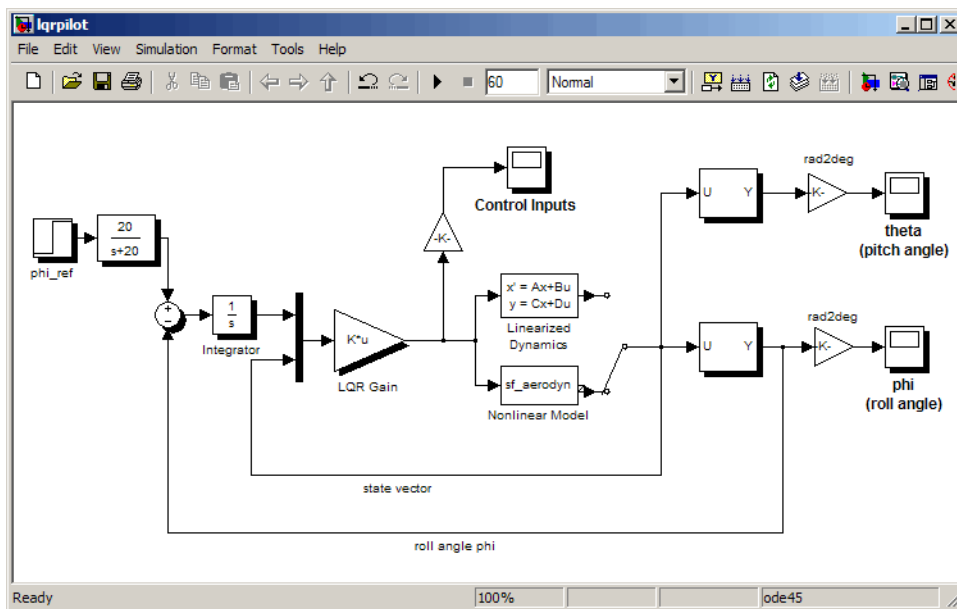 lqrpilot
File Edit View Simulation Format Tools Help
60 Normal
Control Inputs
-K-
phi_ref
20
s+20
+
−
1
s
Integrator
K*u
LQR Gain
x' = Ax+Bu
y = Cx+Du
Linearized
Dynamics
sf_aerodyn
Nonlinear Model
U Y
rad2deg
-K-
theta
(pitch angle)
U Y
rad2deg
-K-
phi
(roll angle)
state vector
roll angle phi
Ready 100% ode45